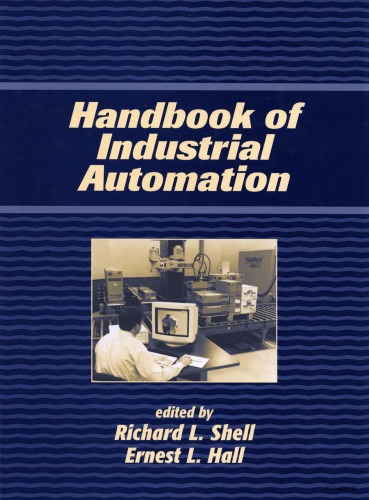 Handbook of
Industrial
Automation
edited by
Richard L. Shell
Ernest L. Hall